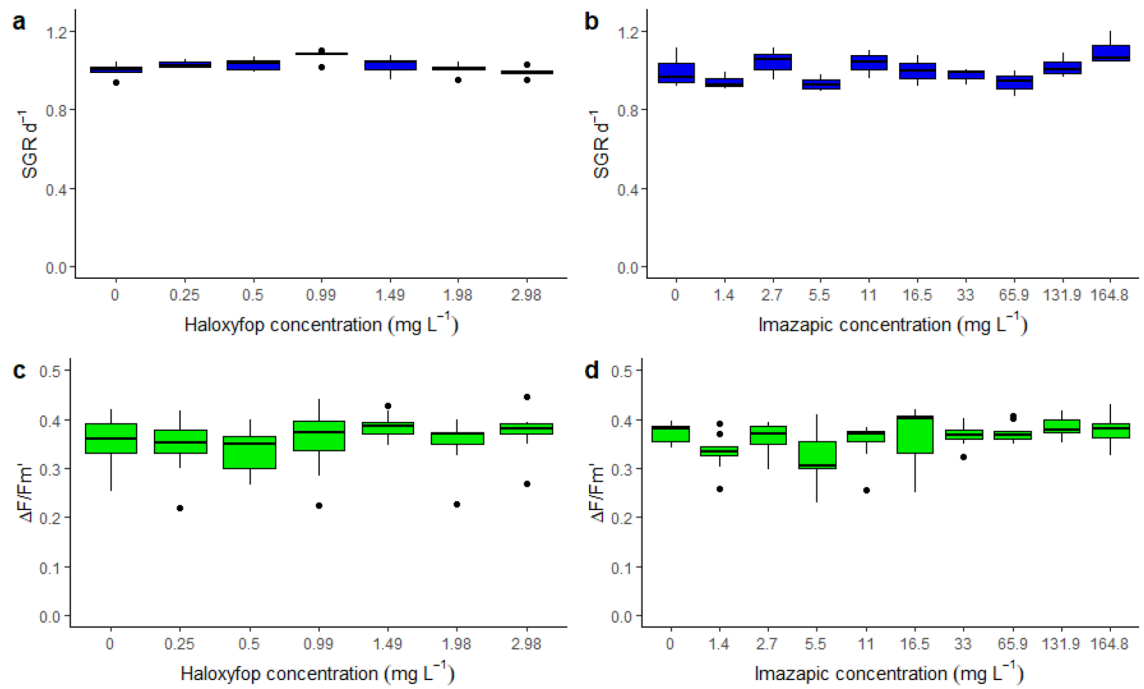 a
1.2
0.8
0.4
0.0
SGR d⁻¹
0 0.25 0.5 0.99 1.49 1.98 2.98
Haloxyfop concentration (mg L⁻¹)
b
1.2
0.8
0.4
0.0
SGR d⁻¹
0 1.4 2.7 5.5 11 16.5 33 65.9 131.9 164.8
Imazapic concentration (mg L⁻¹)
c
0.5
0.4
0.3
0.2
0.1
0.0
ΔF/Fm'
0 0.25 0.5 0.99 1.49 1.98 2.98
Haloxyfop concentration (mg L⁻¹)
d
0.5
0.4
0.3
0.2
0.1
0.0
ΔF/Fm'
0 1.4 2.7 5.5 11 16.5 33 65.9 131.9 164.8
Imazapic concentration (mg L⁻¹)